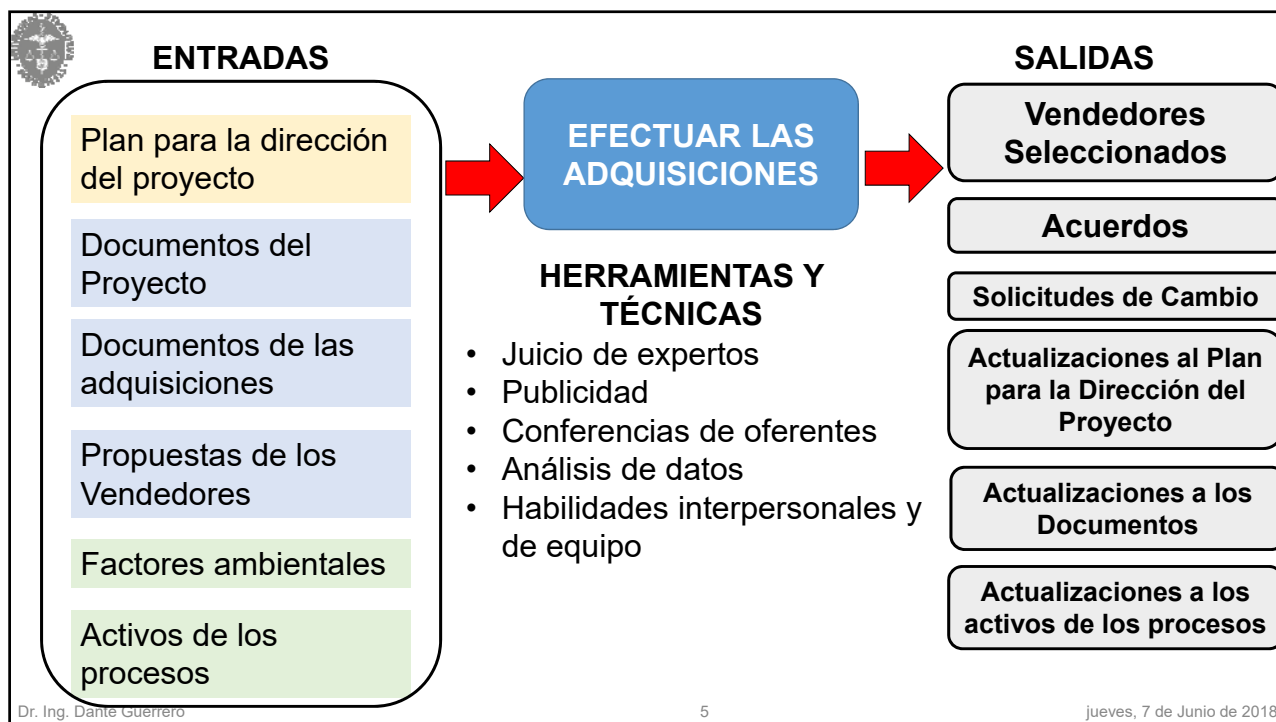 ENTRADAS
Plan para la dirección
del proyecto
Documentos del
Proyecto
Documentos de las
adquisiciones
Propuestas de los
Vendedores
Factores ambientales
Activos de los
procesos
EFECTUAR LAS
ADQUISICIONES
HERRAMIENTAS Y
TÉCNICAS
• Juicio de expertos
• Publicidad
• Conferencias de oferentes
• Análisis de datos
• Habilidades interpersonales y
de equipo
SALIDAS
Vendedores
Seleccionados
Acuerdos
Solicitudes de Cambio
Actualizaciones al Plan
para la Dirección del
Proyecto
Actualizaciones a los
Documentos
Actualizaciones a los
activos de los procesos
Dr. Ing. Dante Guerrero
5
jueves, 7 de Junio de 2018